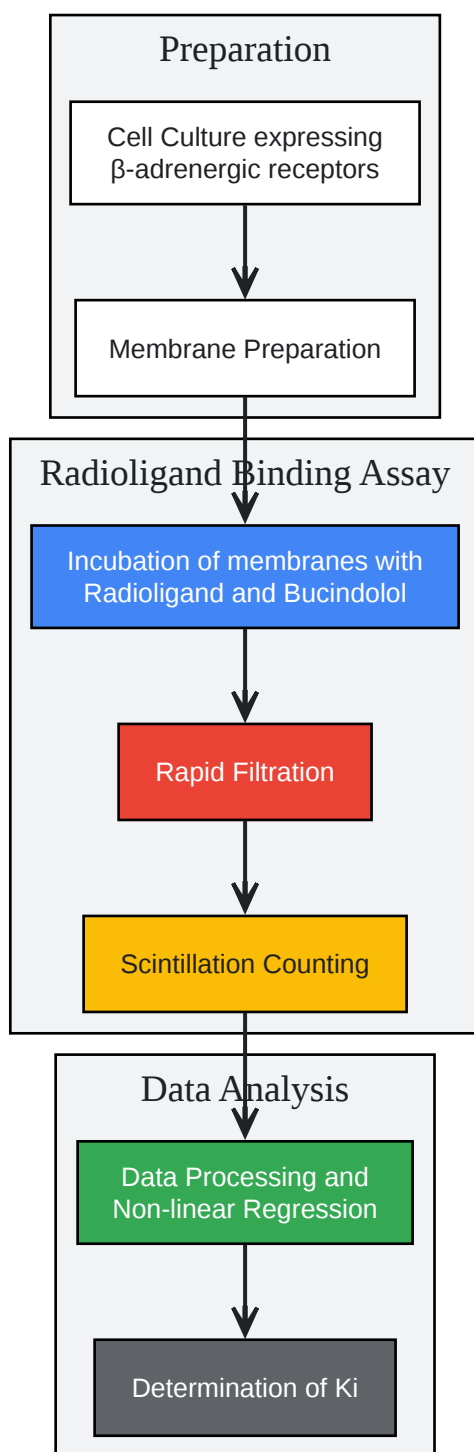 Preparation
Cell Culture expressing
β-adrenergic receptors
Membrane Preparation
Radioligand Binding Assay
Incubation of membranes with
Radioligand and Bucindolol
Rapid Filtration
Scintillation Counting
Data Analysis
Data Processing and
Non-linear Regression
Determination of Ki